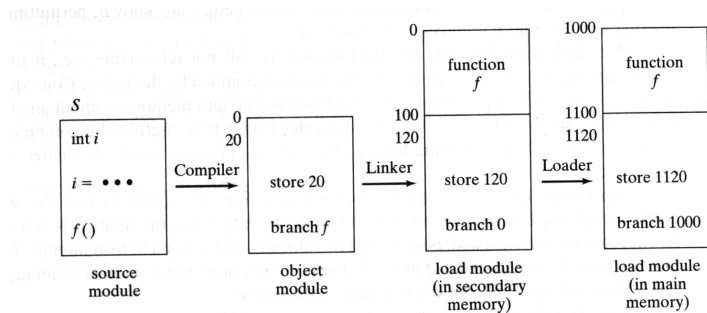 S
int i
i = •••
f ()
source
module
Compiler
0
20
store 20
branch f
object
module
Linker
0
function
f
100
120
store 120
branch 0
load module
(in secondary
memory)
Loader
1000
function
f
1100
1120
store 1120
branch 1000
load module
(in main
memory)